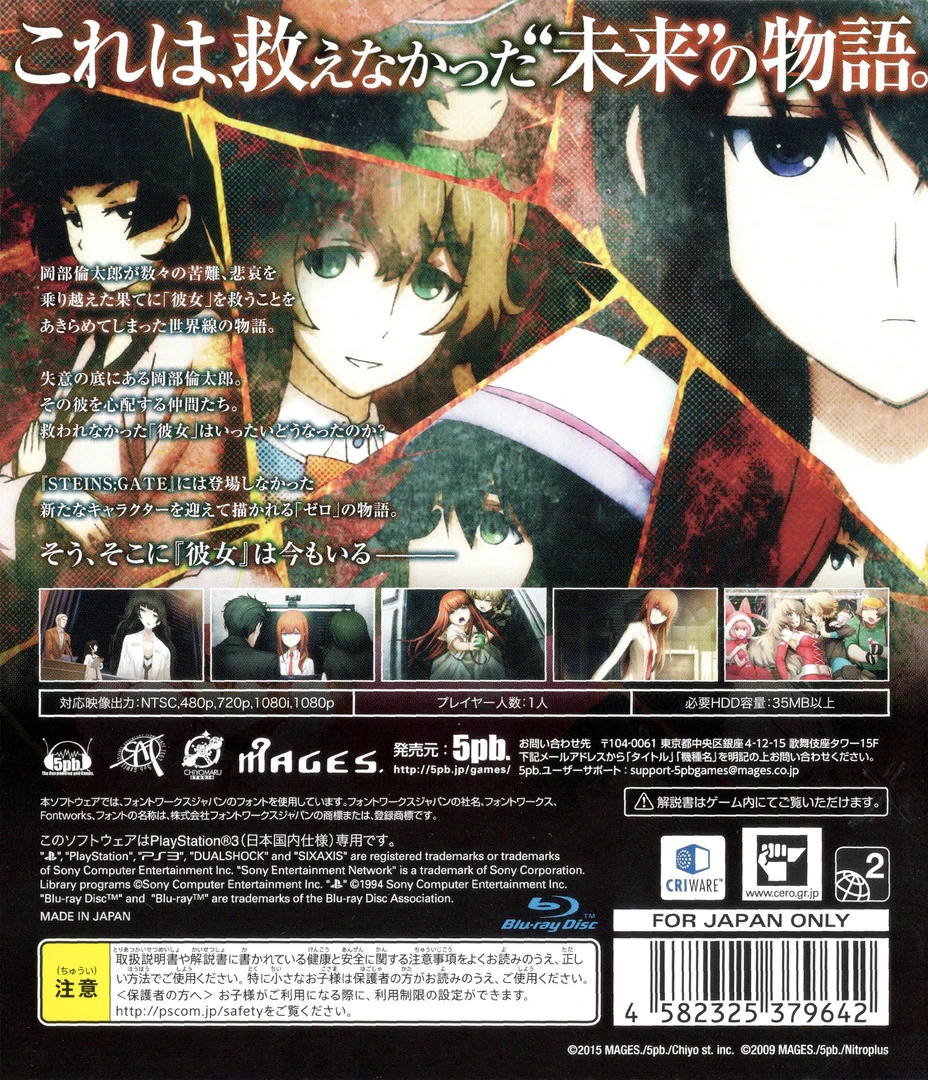 これは、救えなかった“未来”の物語。
岡部倫太郎が数々の苦難、悲哀を
乗り越えた果てに「彼女」を救うことを
あきらめてしまった世界線の物語。
失意の底にある岡部倫太郎。
その彼を心配する仲間たち。
救われなかった「彼女」はいったいどうなったのか?
『STEINS;GATE』には登場しなかった
新たなキャラクターを迎えて描かれる「ゼロ」の物語。
そう、そこに『彼女』は今もいる――
対応映像出力:NTSC,480p,720p,1080i,1080p
プレイヤー人数:1人
必要HDD容量:35MB以上
5pb.
CHIYOMARU
STUDIO
MAGES.
発売元:5pb.
http://5pb.jp/games/
お問い合わせ先 〒104-0061 東京都中央区銀座4-12-15 歌舞伎座タワー15F
下記メールアドレスから「タイトル」「機種名」を明記の上お問い合わせください。
5pb.ユーザーサポート:support-5pbgames@mages.co.jp
本ソフトウェアでは、フォントワークスジャパンのフォントを使用しています。フォントワークスジャパンの社名、フォントワークス、
Fontworks、フォントの名称は、株式会社フォントワークスジャパンの商標または、登録商標です。
⚠解説書はゲーム内にてご覧いただけます。
このソフトウェアはPlayStation®3(日本国内仕様)専用です。
"PlayStation", "PS3", "DUALSHOCK" and "SIXAXIS" are registered trademarks or trademarks
of Sony Computer Entertainment Inc. "Sony Entertainment Network" is a trademark of Sony Corporation.
Library programs ©Sony Computer Entertainment Inc. ©1994 Sony Computer Entertainment Inc.
"Blu-ray Disc™" and "Blu-ray™" are trademarks of the Blu-ray Disc Association.
MADE IN JAPAN
Blu-ray Disc™
CRIWARE™
www.cero.gr.jp
2
FOR JAPAN ONLY
(ちゅうい)
注意
取扱説明書や解説書に書かれている健康と安全に関する注意事項をよくお読みのうえ、正し
い方法でご使用ください。特に小さなお子様は保護者の方がお読みのうえ、ご使用ください。
<保護者の方へ> お子様がご利用になる際に、利用制限の設定ができます。
http://pscom.jp/safetyをご覧ください。
4 582325 379642
©2015 MAGES./5pb./Chiyo st. inc. ©2009 MAGES./5pb./Nitroplus